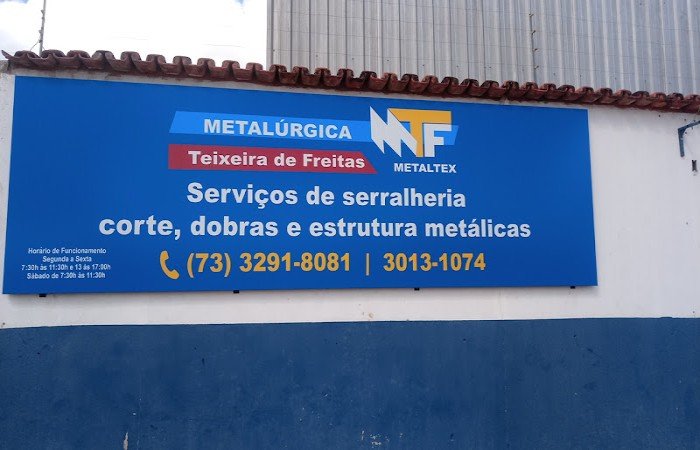 METALÚRGICA
Teixeira de Freitas
MTF
METALTEX
Serviços de serralheria
corte, dobras e estrutura metálicas
Horário de Funcionamento
Segunda a Sexta
7:30h às 11:30h e 13 às 17:00h
Sábado de 7:30h às 11:30h
(73) 3291-8081 | 3013-1074